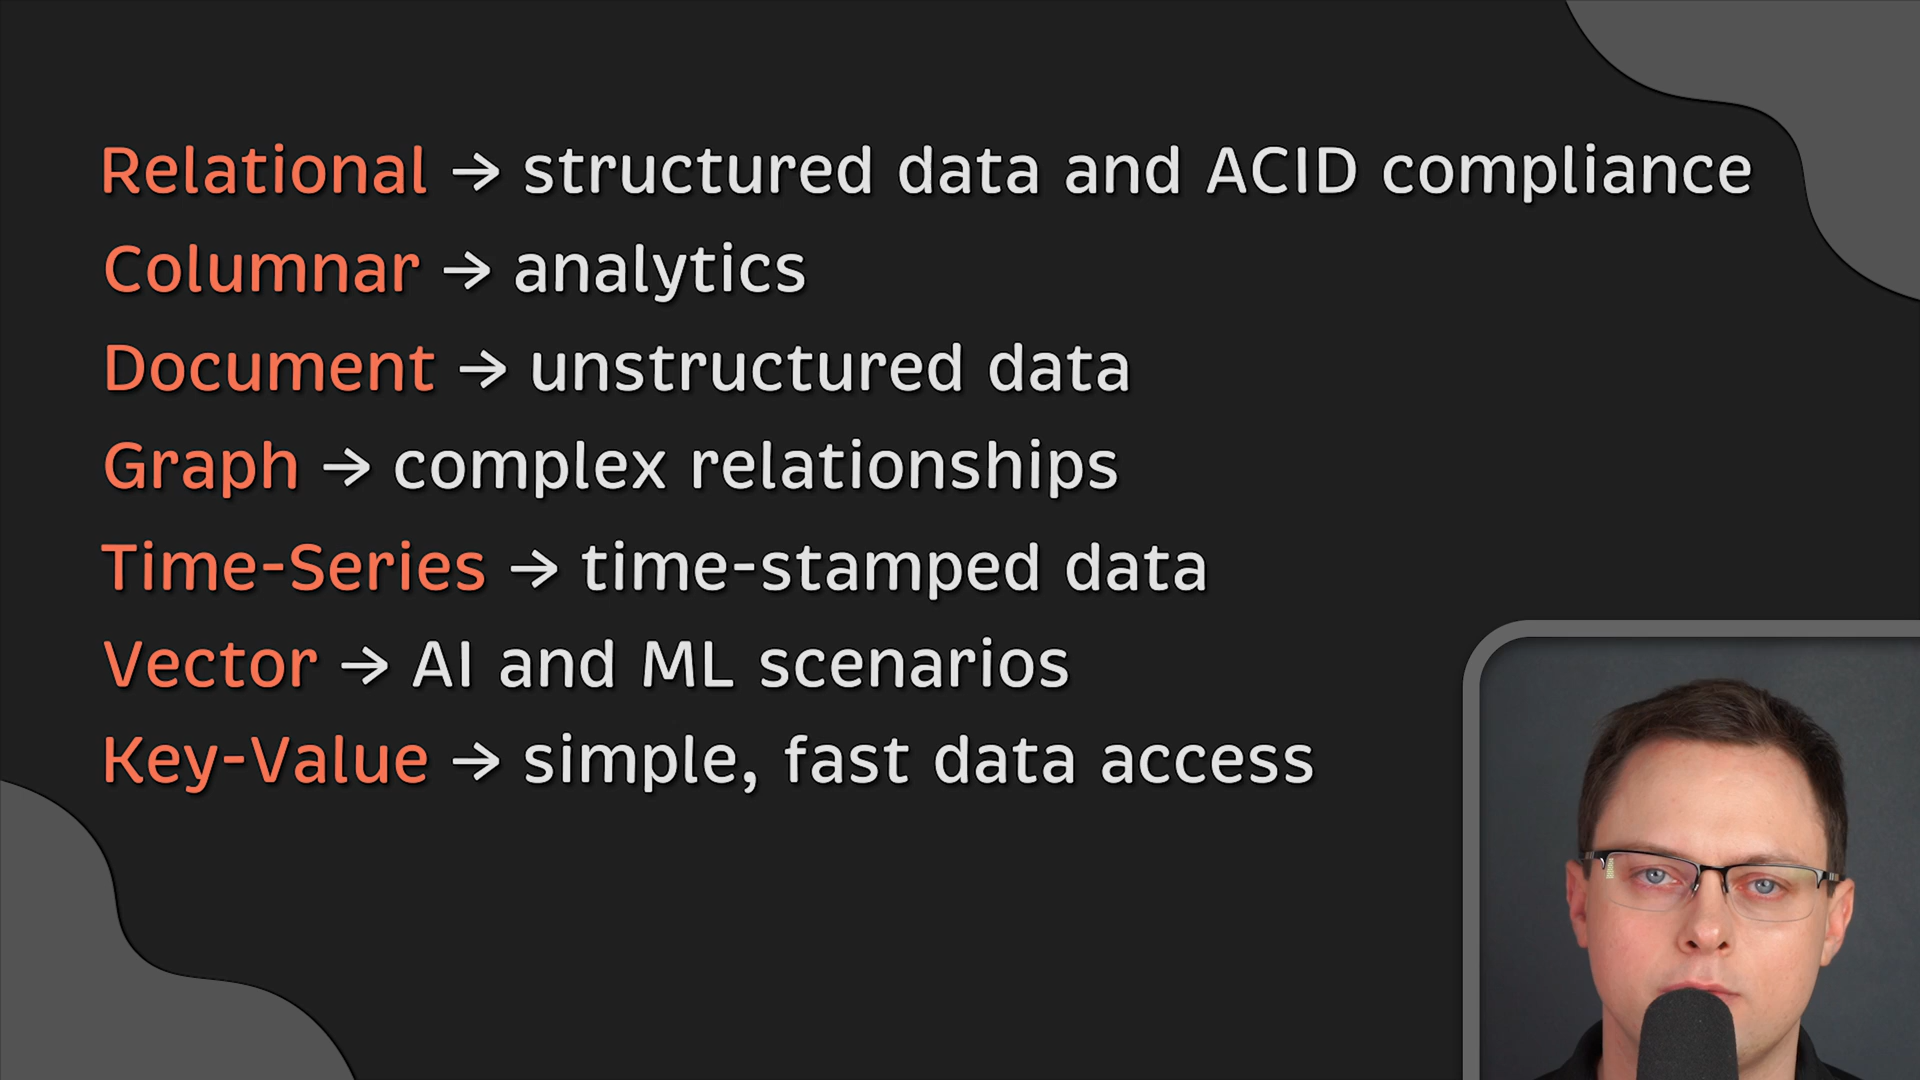 Relational → structured data and ACID compliance
Columnar → analytics
Document → unstructured data
Graph → complex relationships
Time-Series → time-stamped data
Vector → AI and ML scenarios
Key-Value → simple, fast data access